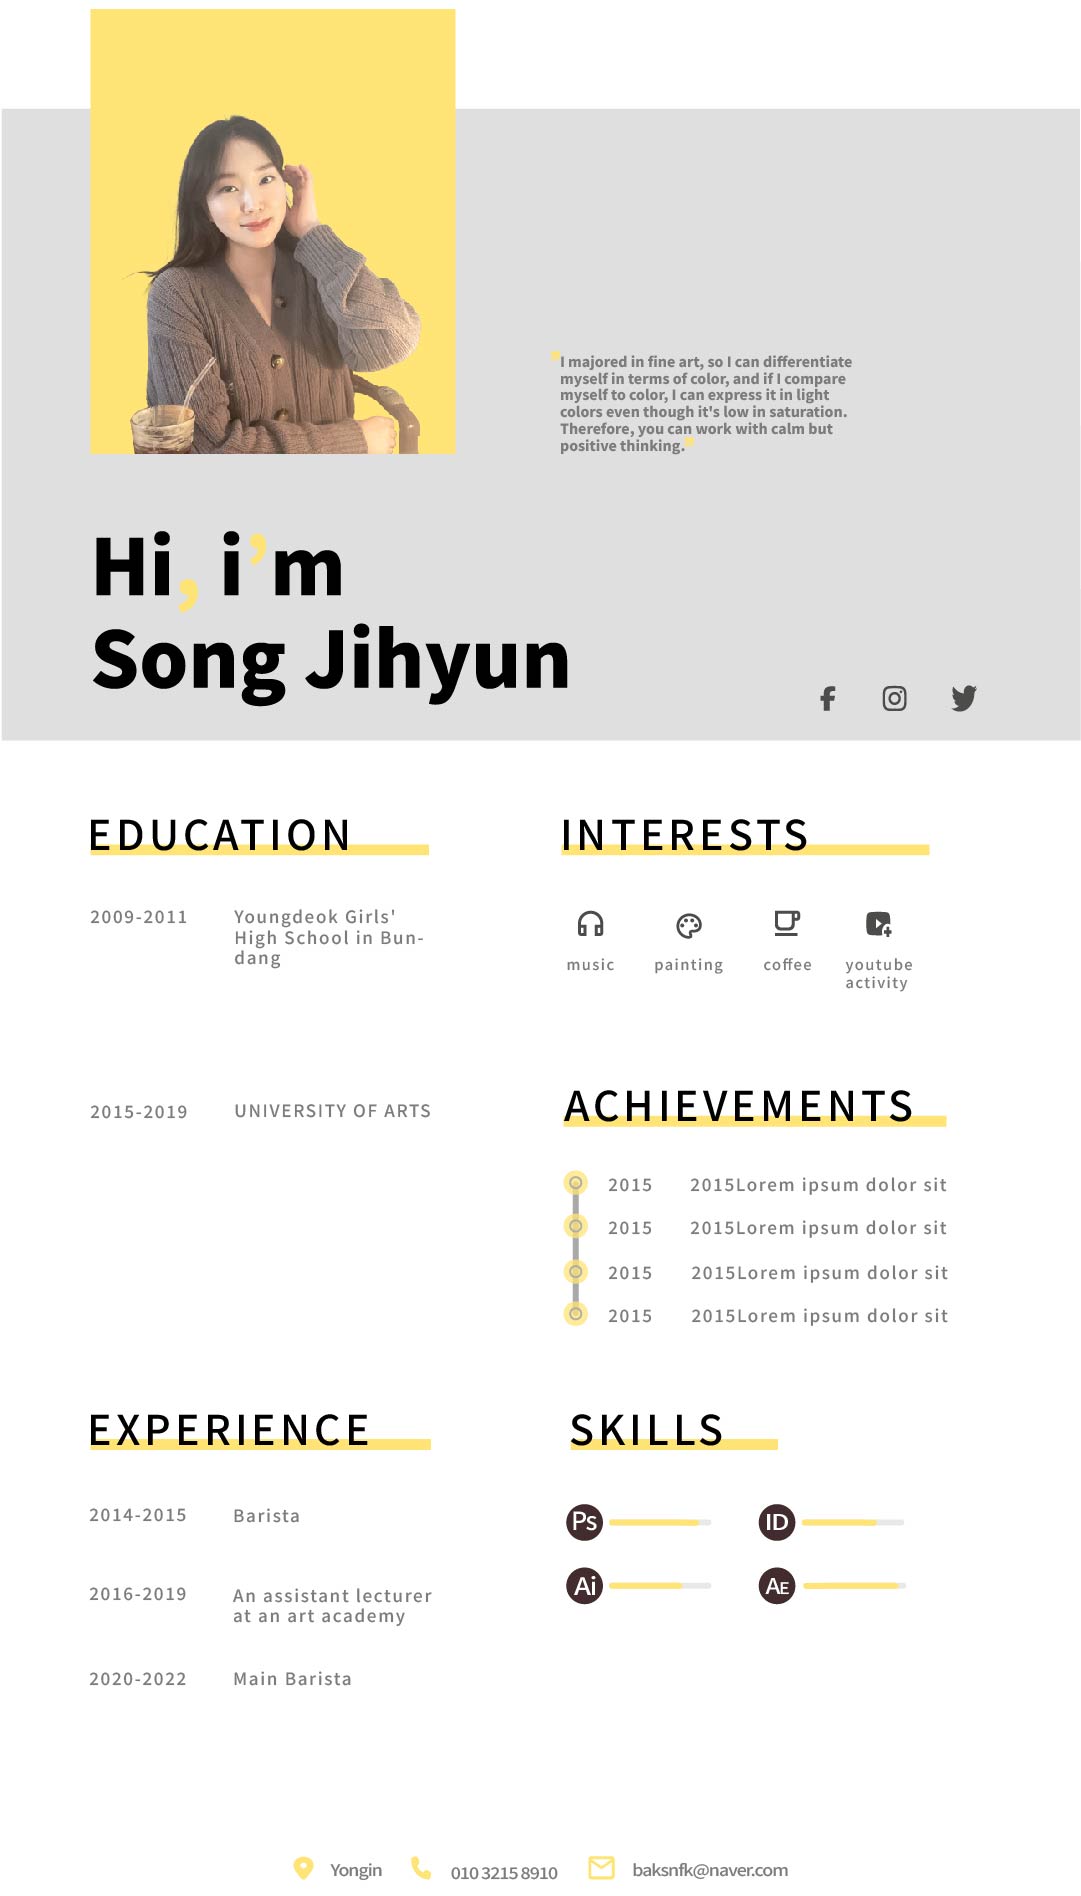 I majored in fine art, so I can differentiate
myself in terms of color, and if I compare
myself to color, I can express it in light
colors even though it's low in saturation.
Therefore, you can work with calm but
positive thinking.
Hi, i’m
Song Jihyun
EDUCATION
2009-2011 Youngdeok Girls'
High School in Bun-
dang
2015-2019 UNIVERSITY OF ARTS
INTERESTS
music painting coffee youtube
activity
ACHIEVEMENTS
2015 2015Lorem ipsum dolor sit
2015 2015Lorem ipsum dolor sit
2015 2015Lorem ipsum dolor sit
2015 2015Lorem ipsum dolor sit
EXPERIENCE
2014-2015 Barista
2016-2019 An assistant lecturer
at an art academy
2020-2022 Main Barista
SKILLS
Ps ID
Ai AE
Yongin 010 3215 8910 baksnfk@naver.com